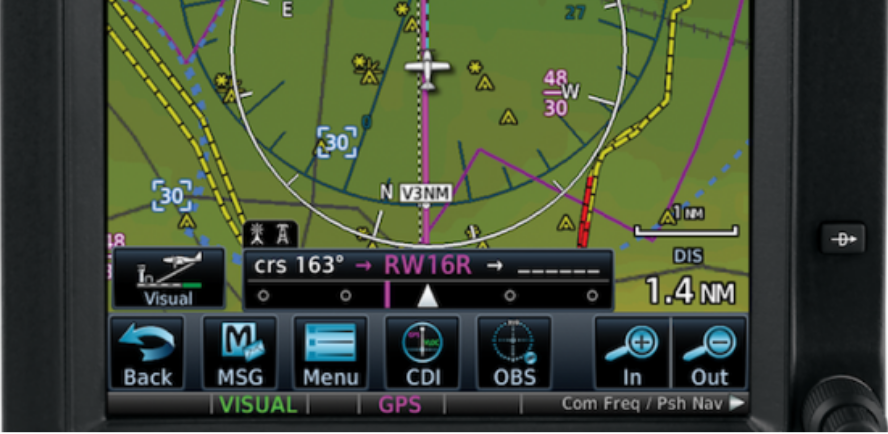 E
27
48
30
W
30
30
N
V3NM
1 NM
48
DIS
1.4 NM
crs 163° → RW16R → ______
Visual
Back
MSG
Menu
CDI
OBS
In
Out
VISUAL
GPS
Com Freq / Psh Nav ▶